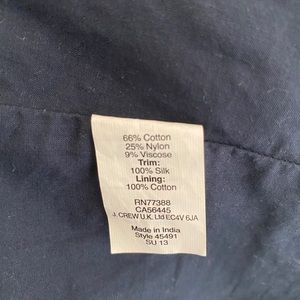 66% Cotton
25% Nylon
9% Viscose
Trim:
100% Silk
Lining:
100% Cotton
RN77388
CA56445
J. CREW U.K. Ltd EC4V 6JA
Made in India
Style 45491
SU 13